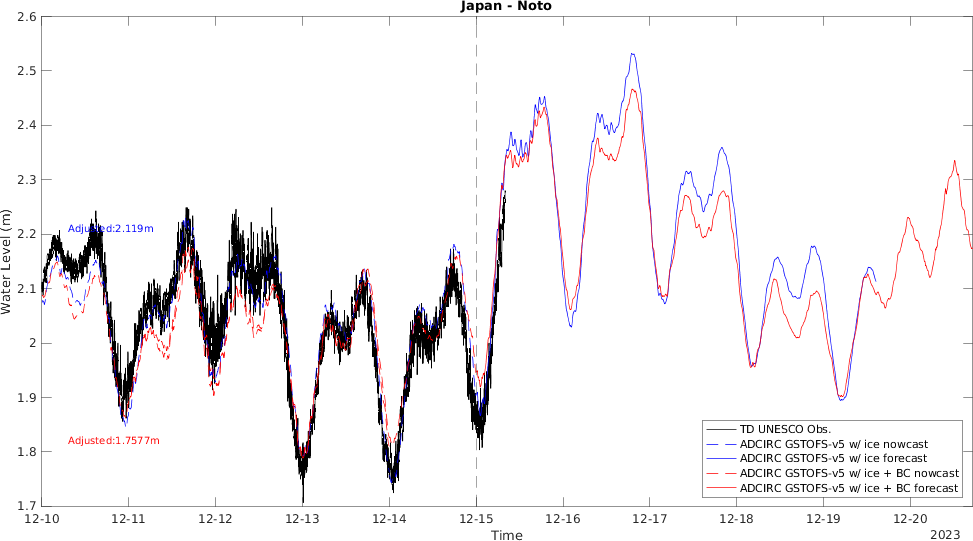 Japan - Noto
2.6
2.5
2.4
2.3
2.2
2.1
2
1.9
1.8
1.7
Water Level (m)
Adjusted:2.119m
Adjusted:1.7577m
TD UNESCO Obs.
ADCIRC GSTOFS-v5 w/ ice nowcast
ADCIRC GSTOFS-v5 w/ ice forecast
ADCIRC GSTOFS-v5 w/ ice + BC nowcast
ADCIRC GSTOFS-v5 w/ ice + BC forecast
12-10 12-11 12-12 12-13 12-14 12-15 12-16 12-17 12-18 12-19 12-20
Time
2023